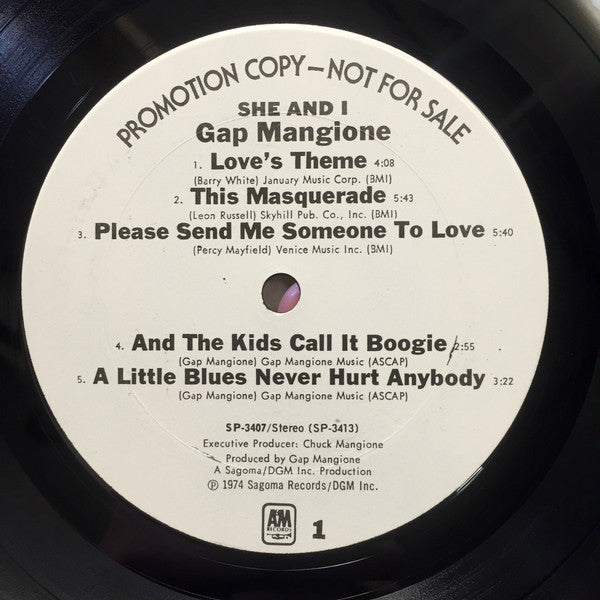 PROMOTION COPY—NOT FOR SALE
SHE AND I
Gap Mangione
1. Love's Theme 4:08
(Barry White) January Music Corp. (BMI)
2. This Masquerade 5:43
(Leon Russell) Skyhill Pub. Co., Inc. (BMI)
3. Please Send Me Someone To Love 5:40
(Percy Mayfield) Venice Music Inc. (BMI)
4. And The Kids Call It Boogie 2:55
(Gap Mangione) Gap Mangione Music (ASCAP)
5. A Little Blues Never Hurt Anybody 3:22
(Gap Mangione) Gap Mangione Music (ASCAP)
SP-3407/Stereo (SP-3413)
Executive Producer: Chuck Mangione
Produced by Gap Mangione
A Sagoma/DGM Inc. Production
℗ 1974 Sagoma Records/DGM Inc.
A&M
RECORDS
1